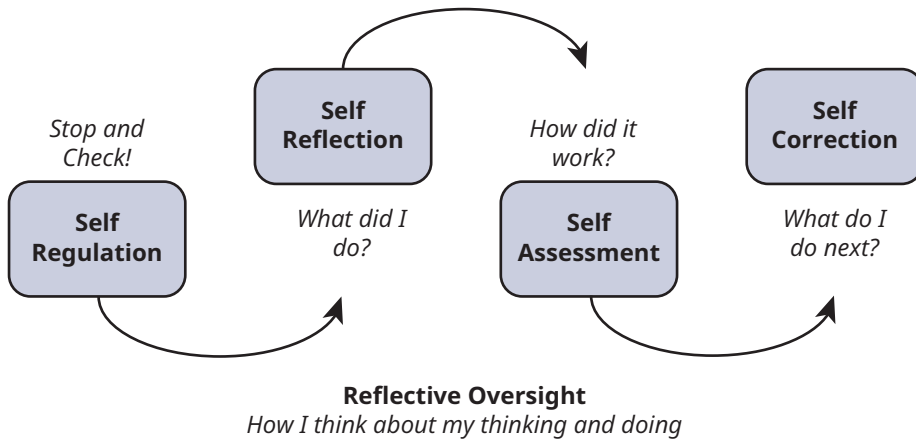 Stop and
Check!
Self
Regulation
Self
Reflection
What did I
do?
How did it
work?
Self
Assessment
Self
Correction
What do I
do next?
Reflective Oversight
How I think about my thinking and doing